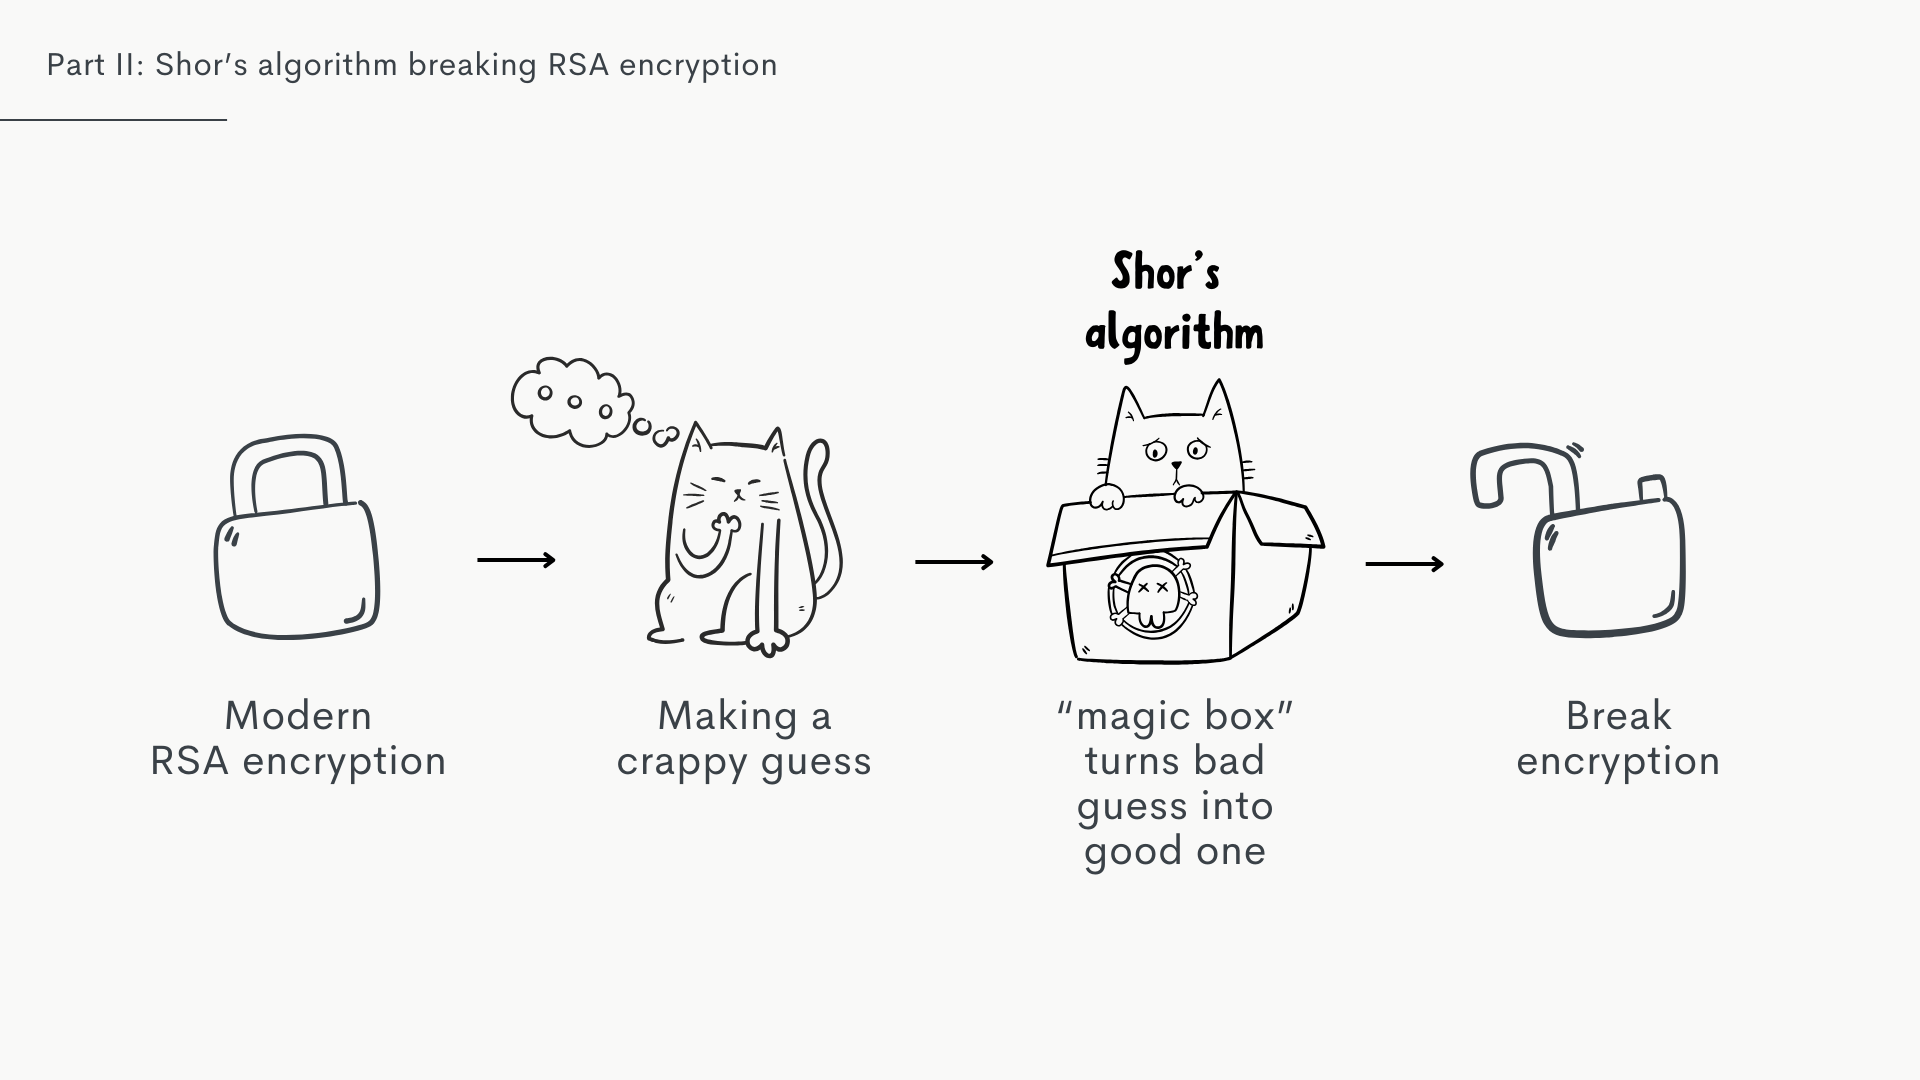 Part II: Shor’s algorithm breaking RSA encryption
Shor’s
algorithm
Modern
RSA encryption
Making a
crappy guess
“magic box”
turns bad
guess into
good one
Break
encryption